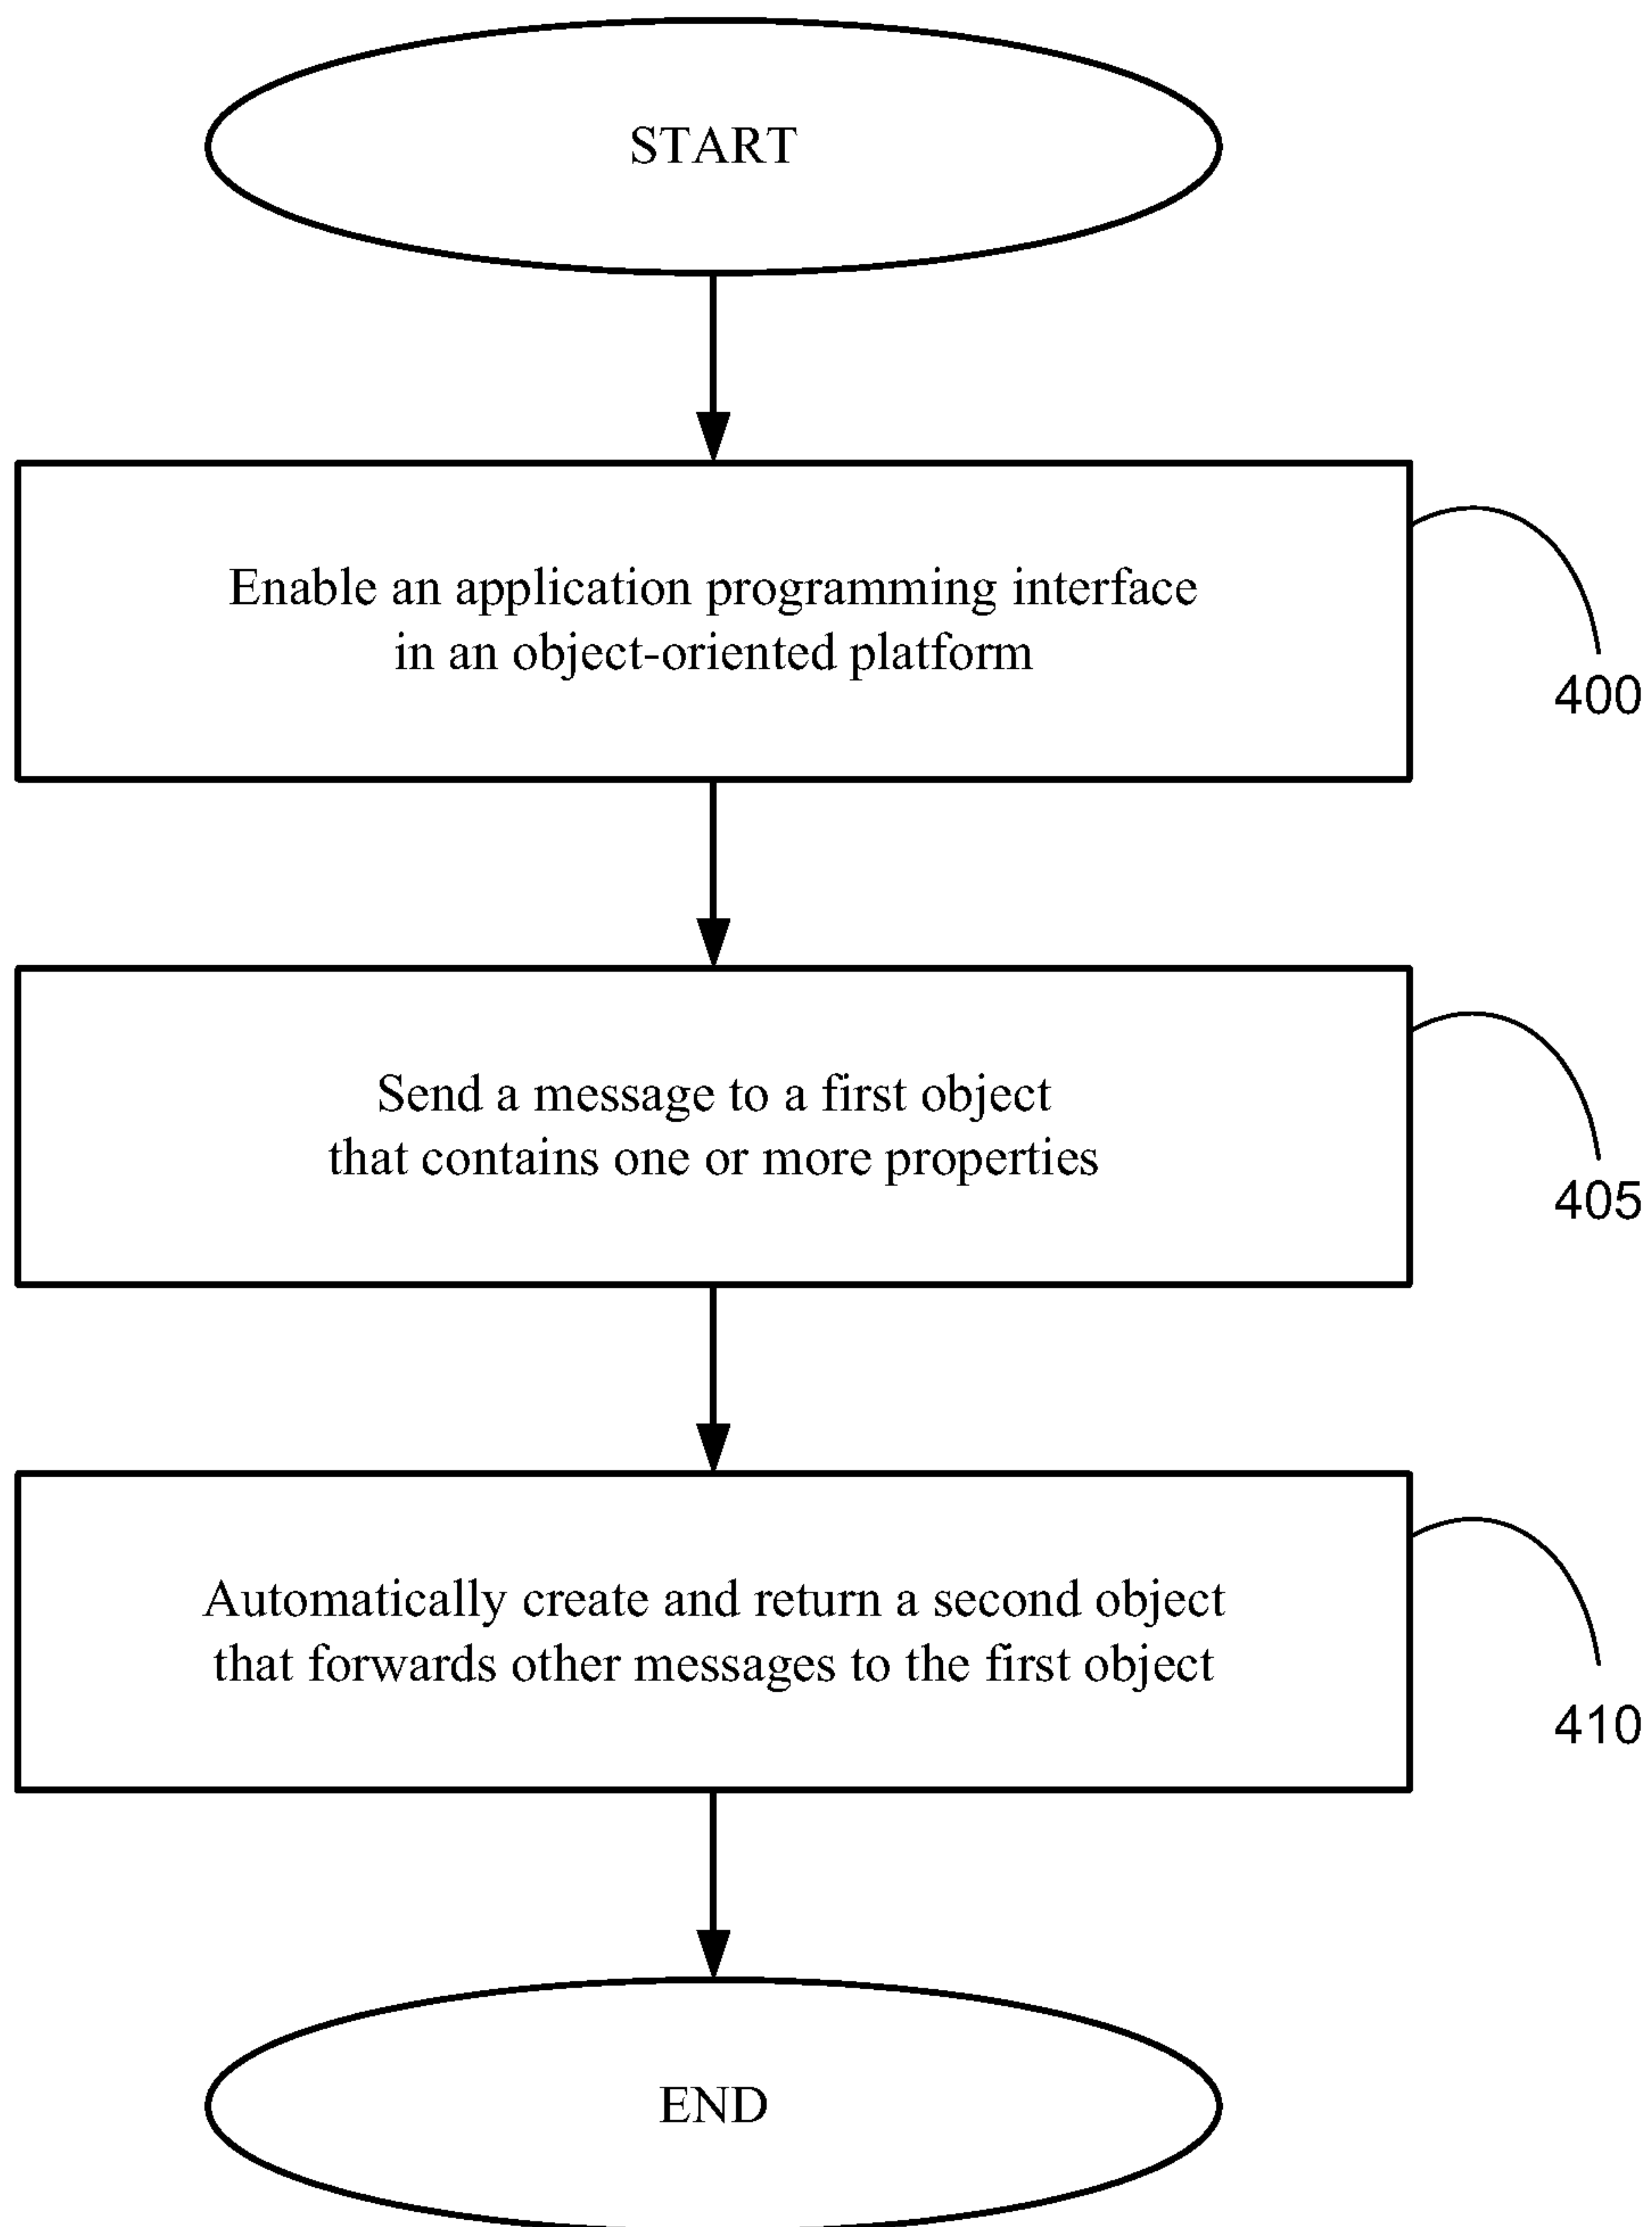 START
Enable an application programming interface
in an object-oriented platform
400
Send a message to a first object
that contains one or more properties
405
Automatically create and return a second object
that forwards other messages to the first object
410
END